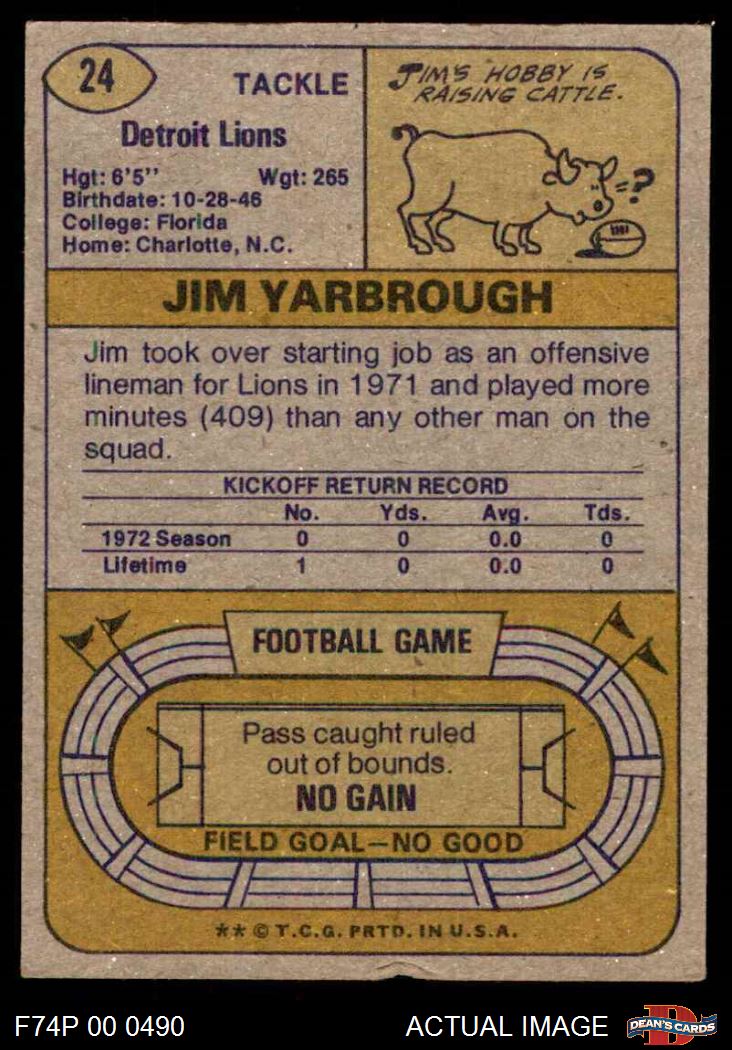 24
TACKLE
Detroit Lions
Hgt: 6'5'' Wgt: 265
Birthdate: 10-28-46
College: Florida
Home: Charlotte, N.C.
JIM'S HOBBY IS
RAISING CATTLE.
=?
JIM YARBROUGH
Jim took over starting job as an offensive
lineman for Lions in 1971 and played more
minutes (409) than any other man on the
squad.
KICKOFF RETURN RECORD
No. Yds. Avg. Tds.
1972 Season 0 0 0.0 0
Lifetime 1 0 0.0 0
FOOTBALL GAME
Pass caught ruled
out of bounds.
NO GAIN
FIELD GOAL—NO GOOD
** © T.C.G. PRTD. IN U.S.A.
F74P 00 0490
ACTUAL IMAGE
D
DEAN'S CARDS